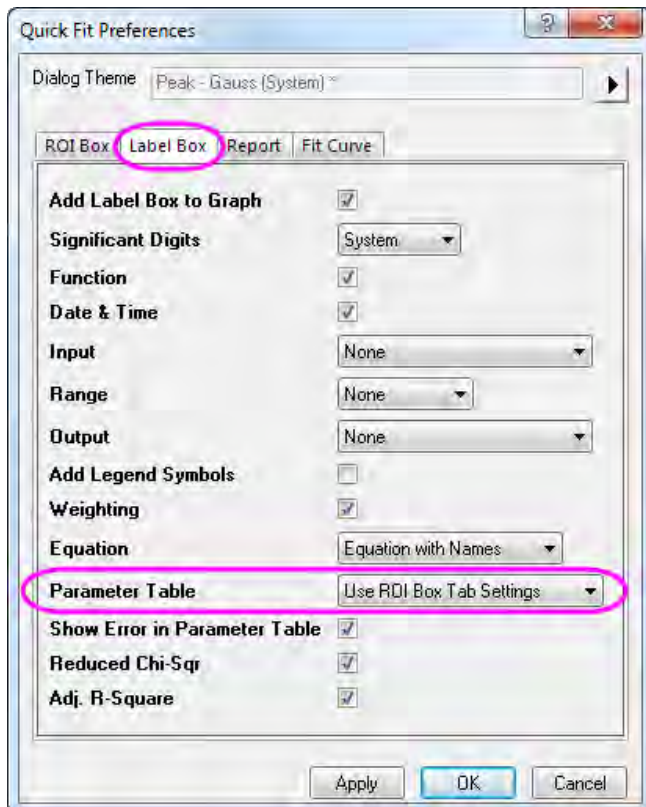 Quick Fit Preferences
Dialog Theme Peak - Gauss (System) *
ROI Box Label Box Report Fit Curve
Add Label Box to Graph
Significant Digits System
Function
Date & Time
Input None
Range None
Output None
Add Legend Symbols
Weighting
Equation Equation with Names
Parameter Table Use ROI Box Tab Settings
Show Error in Parameter Table
Reduced Chi-Sqr
Adj. R-Square
Apply OK Cancel